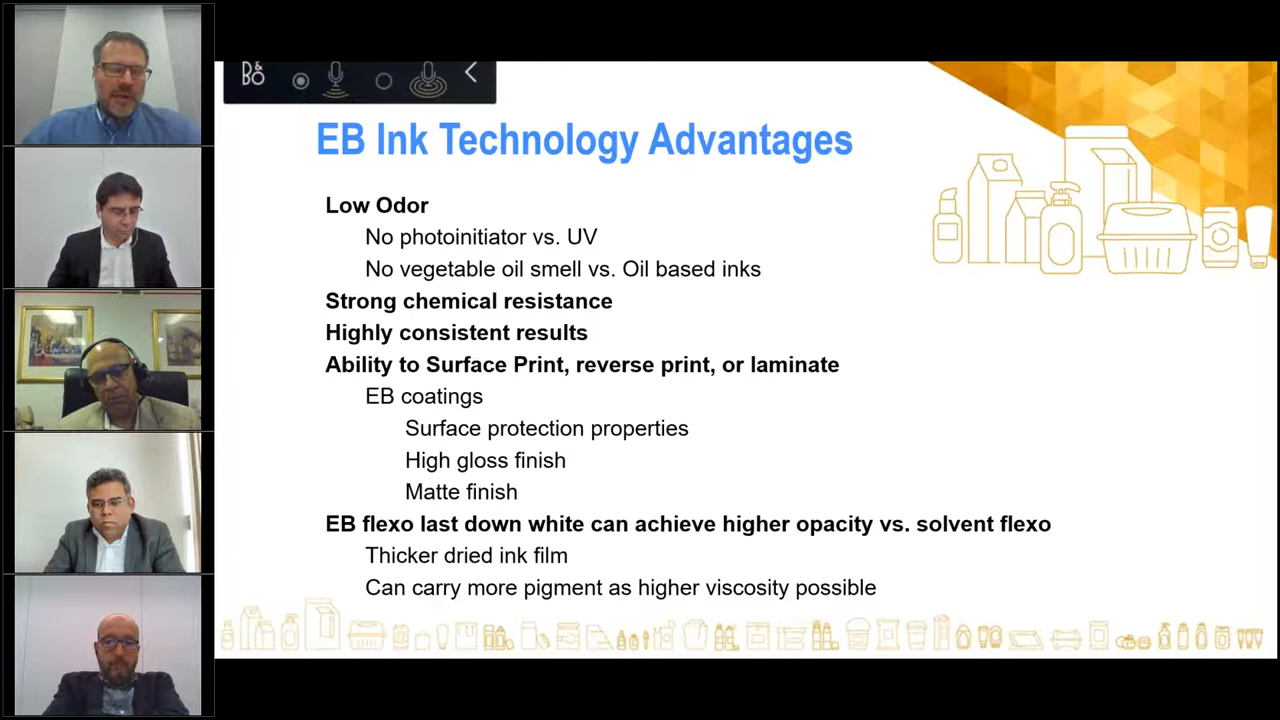 B&O
EB Ink Technology Advantages
Low Odor
No photoinitiator vs. UV
No vegetable oil smell vs. Oil based inks
Strong chemical resistance
Highly consistent results
Ability to Surface Print, reverse print, or laminate
EB coatings
Surface protection properties
High gloss finish
Matte finish
EB flexo last down white can achieve higher opacity vs. solvent flexo
Thicker dried ink film
Can carry more pigment as higher viscosity possible